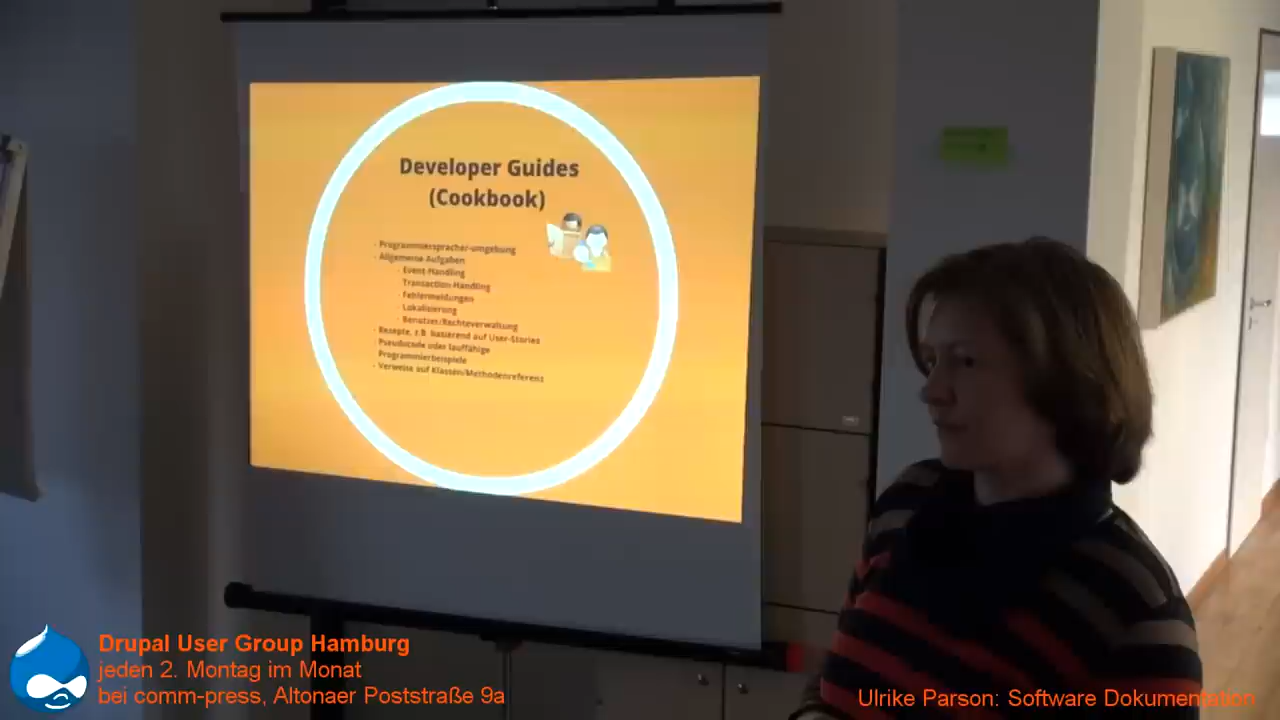 Developer Guides
(Cookbook)
- Programmiersprache/-umgebung
- Allgemeine Aufgaben
- Event-Handling
Transaction-Handling
- Fehlermeldungen
- Lokalisierung
- Benutzer/Rechteverwaltung
- Rezepte, z.B. basierend auf User-Stories
- Pseudocode oder lauffähige
Programmierbeispiele
- Verweise auf Klassen/Methodenreferenz
Drupal User Group Hamburg
jeden 2. Montag im Monat
bei comm-press, Altonaer Poststraße 9a
Ulrike Parson: Software Dokumentation